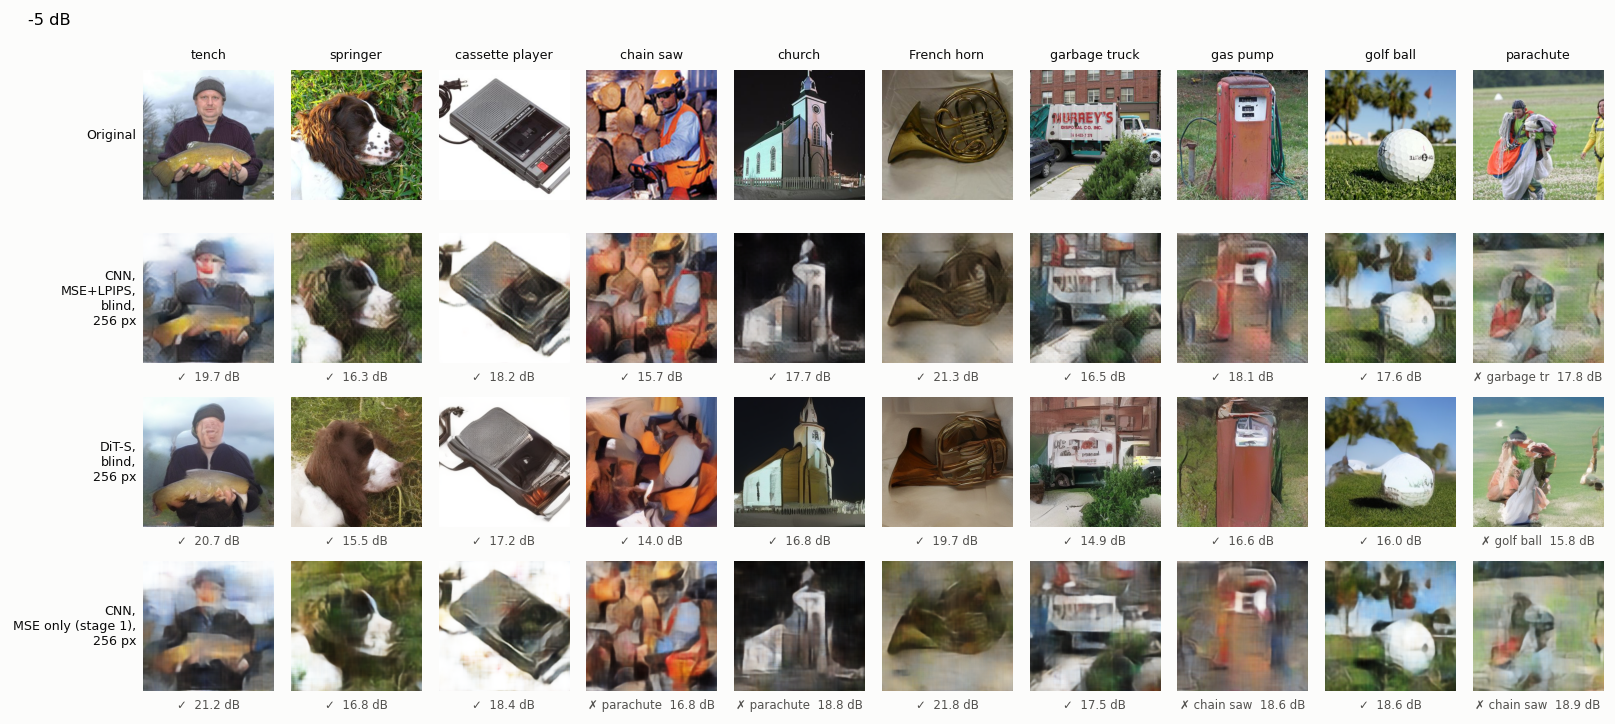 -5 dB
tench springer cassette player chain saw church French horn garbage truck gas pump golf ball parachute
Original
CNN,
MSE+LPIPS,
blind,
256 px
✓ 19.7 dB ✓ 16.3 dB ✓ 18.2 dB ✓ 15.7 dB ✓ 17.7 dB ✓ 21.3 dB ✓ 16.5 dB ✓ 18.1 dB ✓ 17.6 dB ✗ garbage tr 17.8 dB
DiT-S,
blind,
256 px
✓ 20.7 dB ✓ 15.5 dB ✓ 17.2 dB ✓ 14.0 dB ✓ 16.8 dB ✓ 19.7 dB ✓ 14.9 dB ✓ 16.6 dB ✓ 16.0 dB ✗ golf ball 15.8 dB
CNN,
MSE only (stage 1),
256 px
✓ 21.2 dB ✓ 16.8 dB ✓ 18.4 dB ✗ parachute 16.8 dB ✗ parachute 18.8 dB ✓ 21.8 dB ✓ 17.5 dB ✗ chain saw 18.6 dB ✓ 18.6 dB ✗ chain saw 18.9 dB